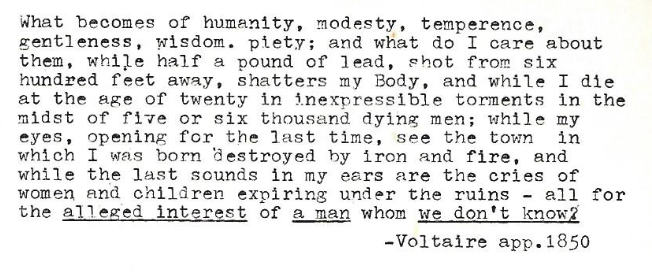 What becomes of humanity, modesty, temperence,
gentleness, wisdom. piety; and what do I care about
them, while half a pound of lead, shot from six
hundred feet away, shatters my Body, and while I die
at the age of twenty in inexpressible torments in the
midst of five or six thousand dying men; while my
eyes, opening for the last time, see the town in
which I was born destroyed by iron and fire, and
while the last sounds in my ears are the cries of
women and children expiring under the ruins - all for
the alleged interest of a man whom we don't know?
-Voltaire app.1850